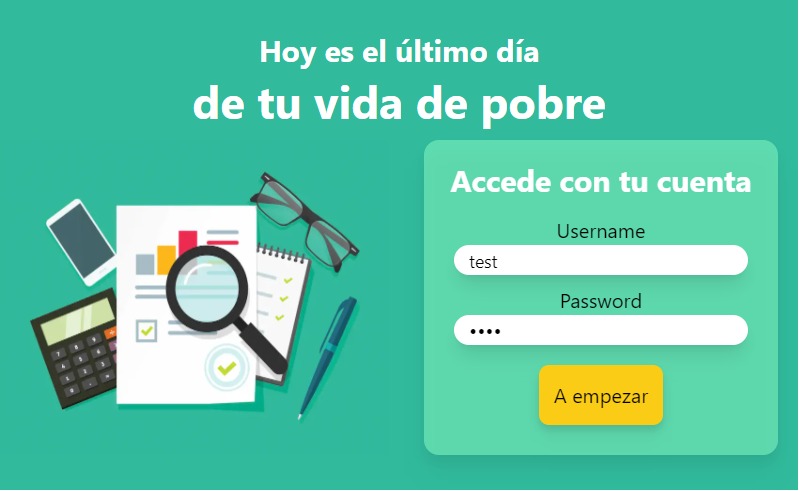 Hoy es el último día
de tu vida de pobre
Accede con tu cuenta
Username
test
Password
••••
A empezar